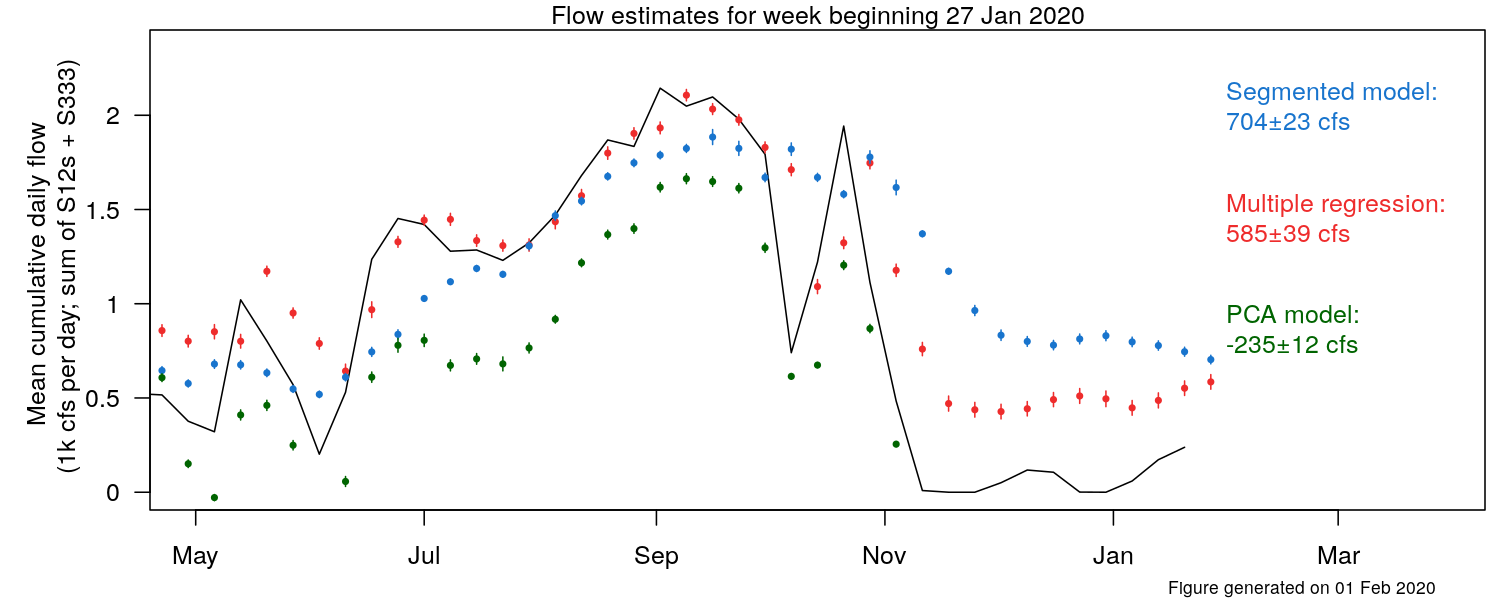 Flow estimates for week beginning 27 Jan 2020
Mean cumulative daily flow
(1k cfs per day; sum of S12s + S333)
2
1.5
1
0.5
0
Segmented model:
704±23 cfs
Multiple regression:
585±39 cfs
PCA model:
-235±12 cfs
May
Jul
Sep
Nov
Jan
Mar
Figure generated on 01 Feb 2020